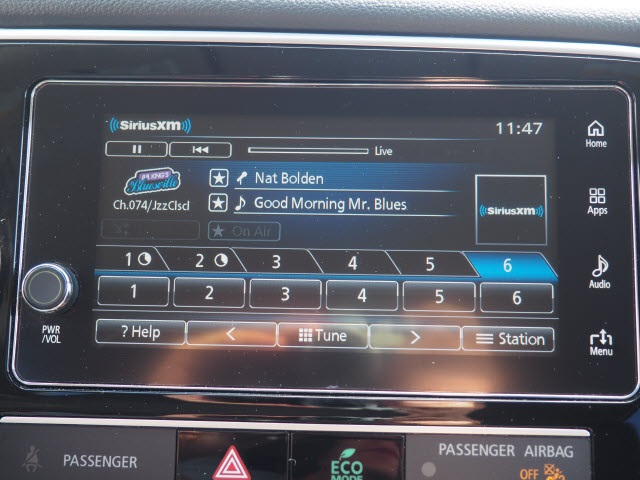 SiriusXM 11:47
Home
Live
B.B. KING'S Bluesville Nat Bolden
SiriusXM
Apps
Ch.074/JzzClscl Good Morning Mr. Blues
On Air
1 2 3 4 5 6
Audio
1 2 3 4 5 6
PWR
/VOL
? Help < Tune > Station
Menu
PASSENGER
ECO
MODE
PASSENGER AIRBAG
OFF